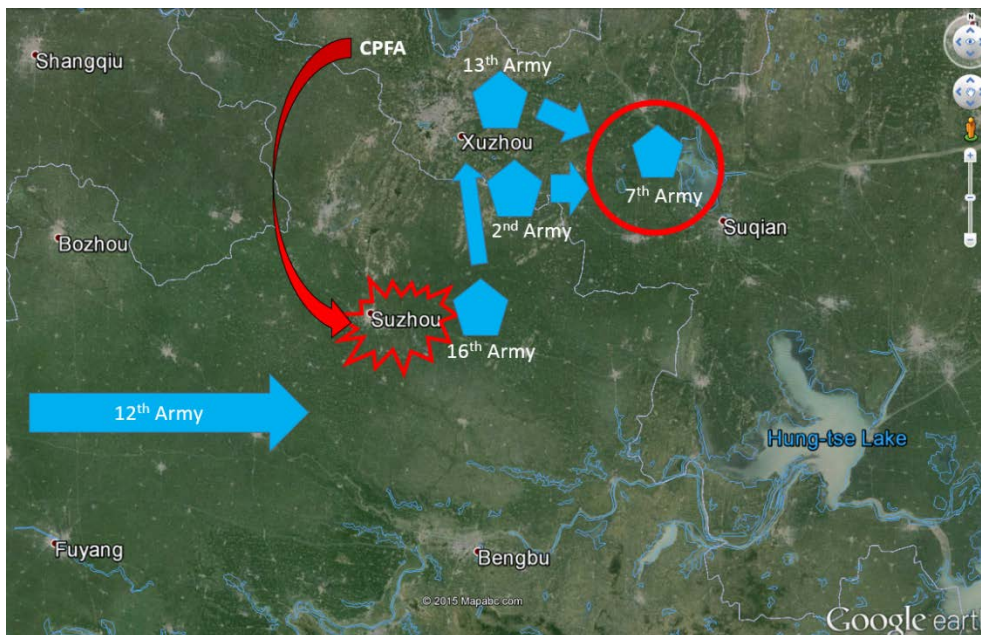 CPFA
Shangqiu
13th Army
Xuzhou
7th Army
2nd Army
Suqian
Bozhou
Suzhou
16th Army
12th Army
Hung-tse Lake
Fuyang
Bengbu
© 2015 Mapabc.com
Google earth
N